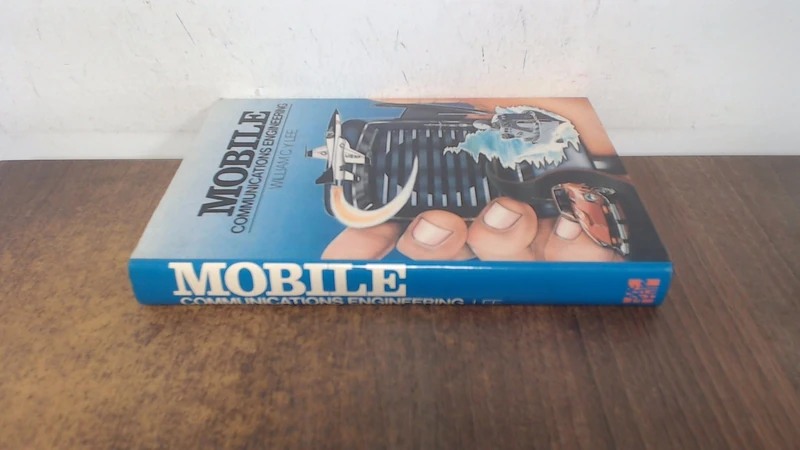 MOBILE
COMMUNICATIONS ENGINEERING
WILLIAM C Y LEE
MOBILE
COMMUNICATIONS ENGINEERING LEE